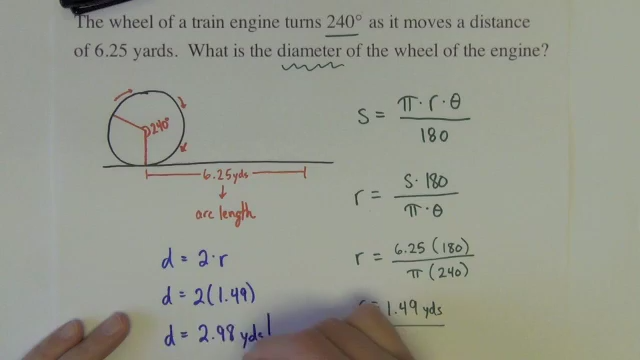 The wheel of a train engine turns 240° as it moves a distance
of 6.25 yards. What is the diameter of the wheel of the engine?
240°
6.25 yds
arc length
S = π · r · θ / 180
r = S · 180 / π · θ
r = 6.25 (180) / π (240)
= 1.49 yds
d = 2 · r
d = 2 (1.49)
d = 2.98 yds